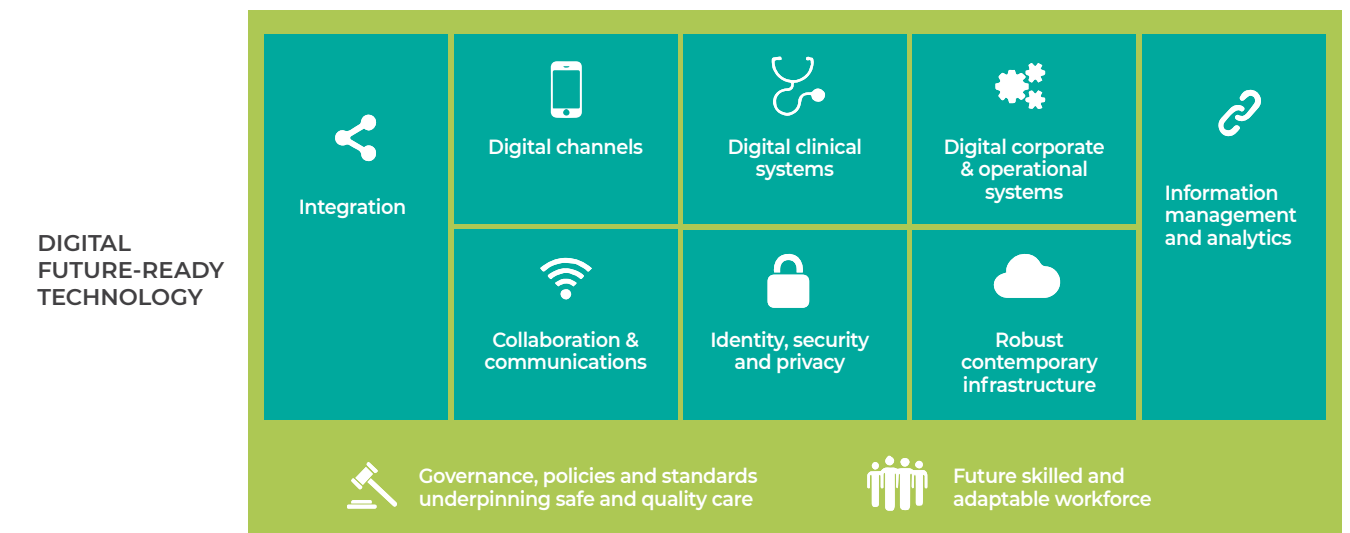 DIGITAL
FUTURE-READY
TECHNOLOGY
Integration
Digital channels
Digital clinical
systems
Digital corporate
& operational
systems
Information
management
and analytics
Collaboration &
communications
Identity, security
and privacy
Robust
contemporary
infrastructure
Governance, policies and standards
underpinning safe and quality care
Future skilled and
adaptable workforce